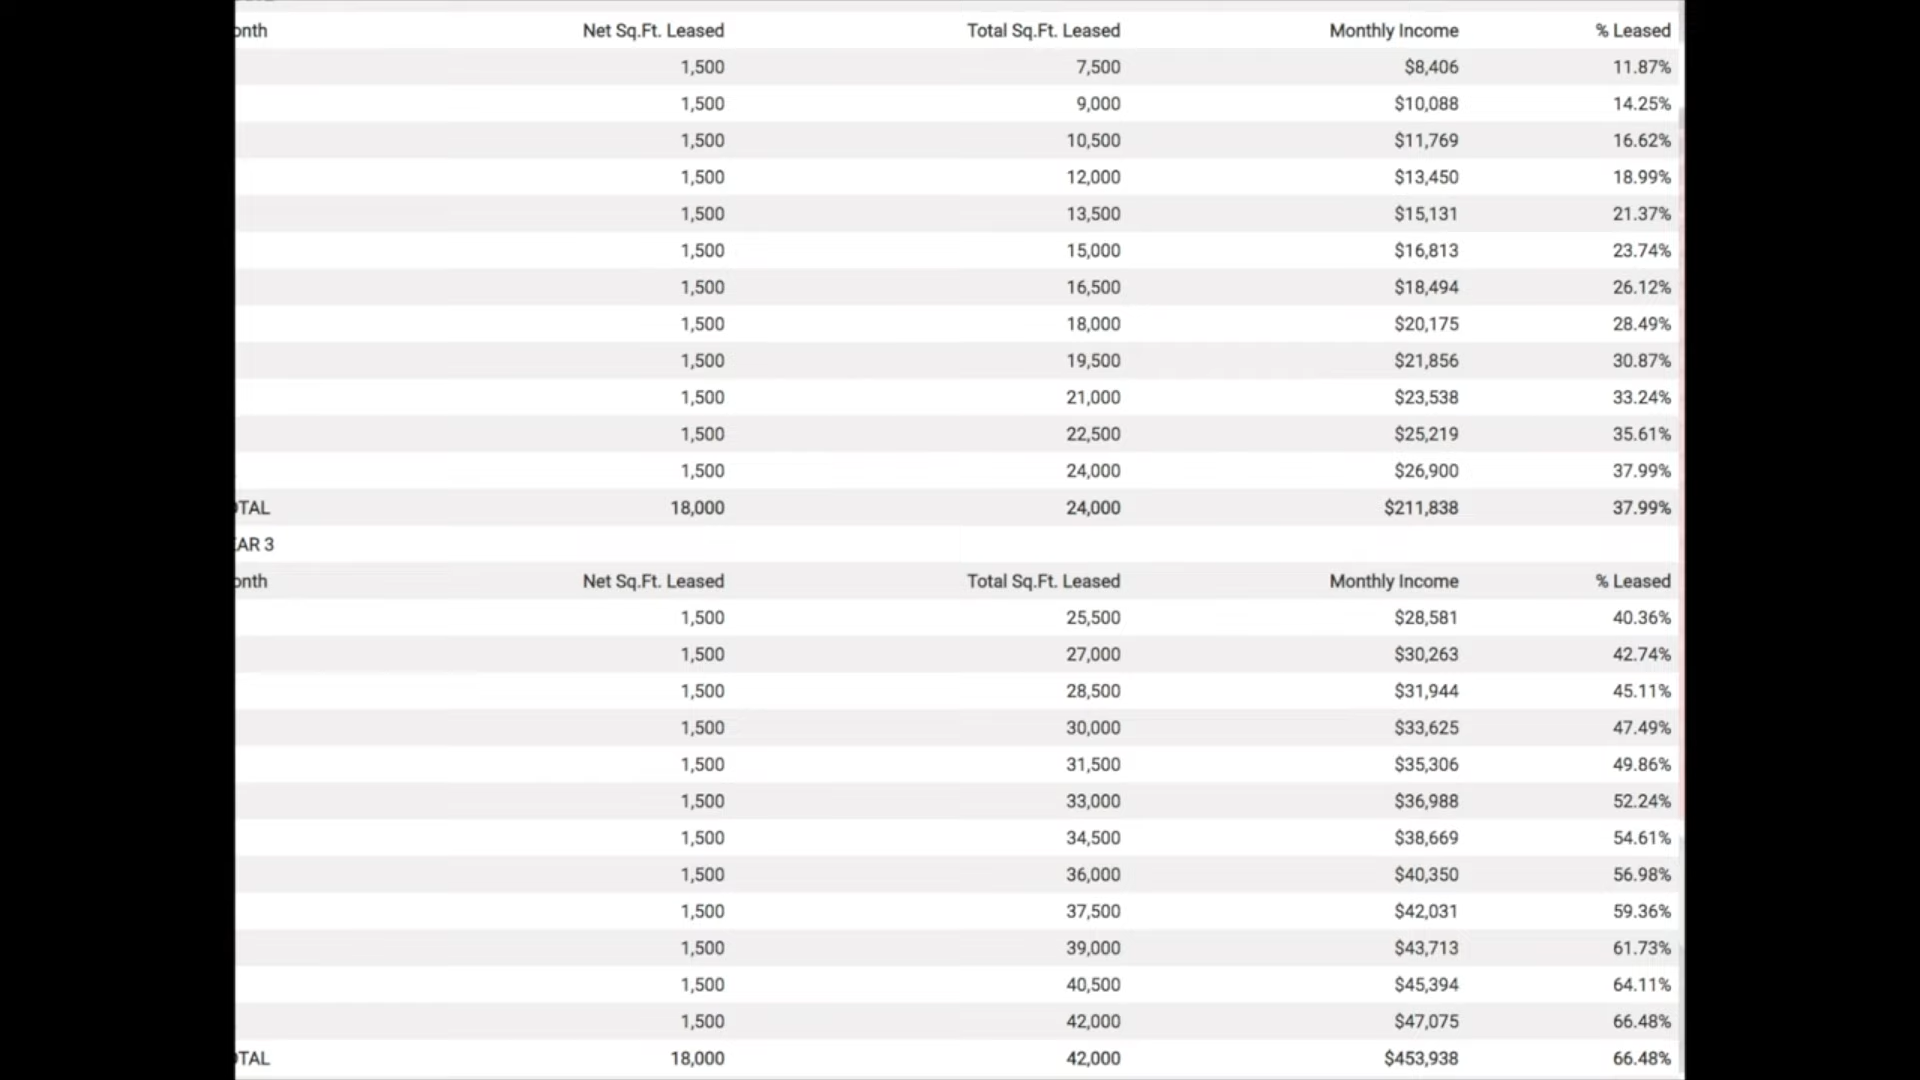 onth Net Sq.Ft. Leased Total Sq.Ft. Leased Monthly Income % Leased
1,500 7,500 $8,406 11.87%
1,500 9,000 $10,088 14.25%
1,500 10,500 $11,769 16.62%
1,500 12,000 $13,450 18.99%
1,500 13,500 $15,131 21.37%
1,500 15,000 $16,813 23.74%
1,500 16,500 $18,494 26.12%
1,500 18,000 $20,175 28.49%
1,500 19,500 $21,856 30.87%
1,500 21,000 $23,538 33.24%
1,500 22,500 $25,219 35.61%
1,500 24,000 $26,900 37.99%
OTAL 18,000 24,000 $211,838 37.99%
EAR 3
onth Net Sq.Ft. Leased Total Sq.Ft. Leased Monthly Income % Leased
1,500 25,500 $28,581 40.36%
1,500 27,000 $30,263 42.74%
1,500 28,500 $31,944 45.11%
1,500 30,000 $33,625 47.49%
1,500 31,500 $35,306 49.86%
1,500 33,000 $36,988 52.24%
1,500 34,500 $38,669 54.61%
1,500 36,000 $40,350 56.98%
1,500 37,500 $42,031 59.36%
1,500 39,000 $43,713 61.73%
1,500 40,500 $45,394 64.11%
1,500 42,000 $47,075 66.48%
OTAL 18,000 42,000 $453,938 66.48%